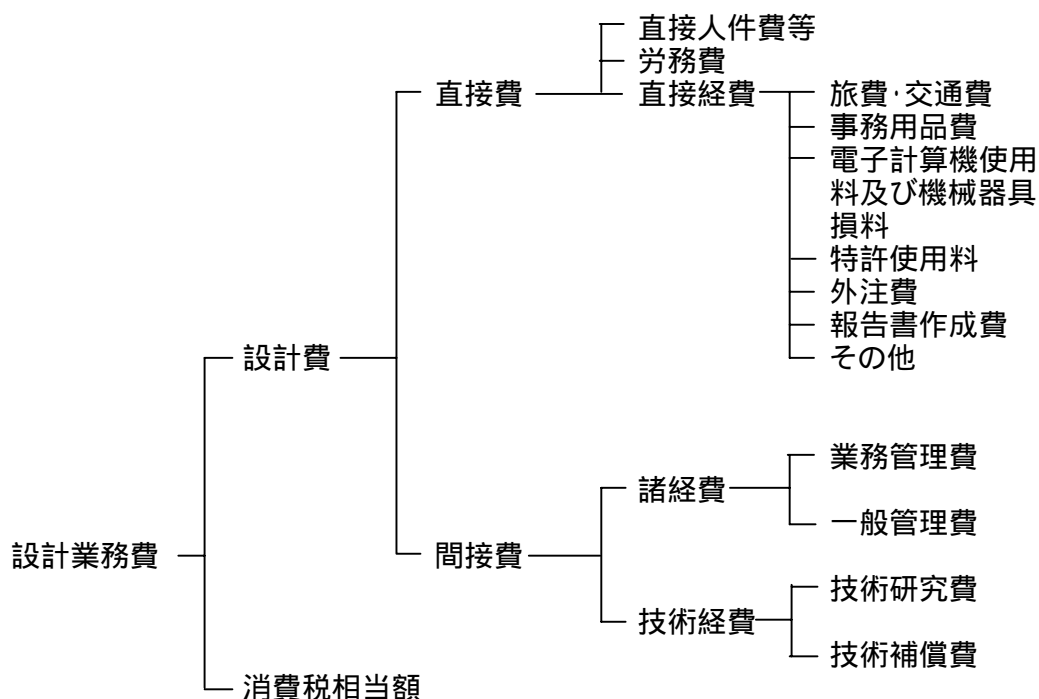 直接人件費等
労務費
直接費
直接経費
旅費・交通費
事務用品費
電子計算機使用
料及び機械器具
損料
特許使用料
外注費
報告書作成費
その他
設計費
業務管理費
諸経費
一般管理費
設計業務費
間接費
技術研究費
技術経費
技術補償費
消費税相当額